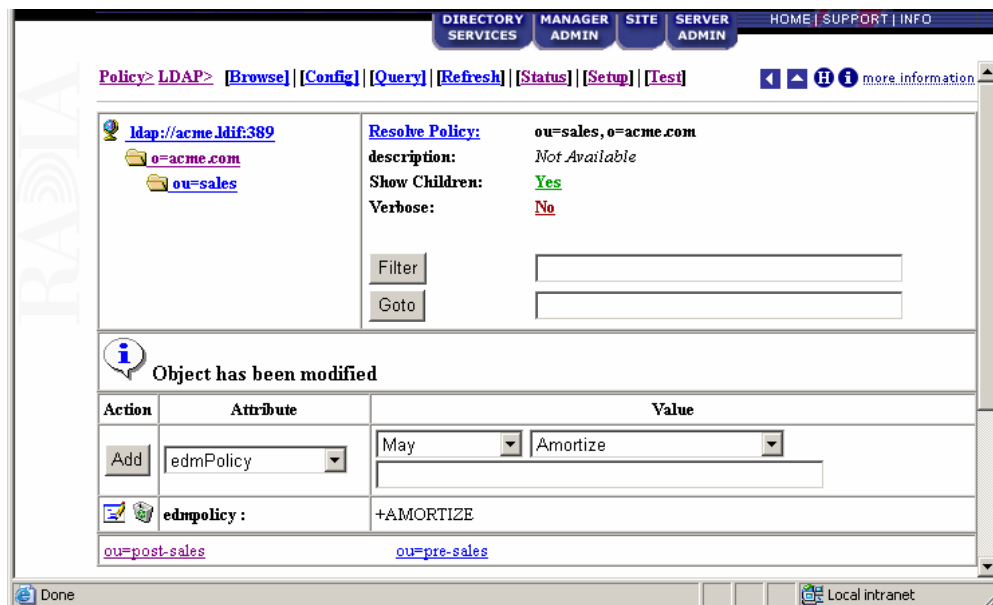 DIRECTORY SERVICES MANAGER ADMIN SITE SERVER ADMIN HOME | SUPPORT | INFO
RADIA
Policy> LDAP> [Browse] | [Config] | [Query] | [Refresh] | [Status] | [Setup] | [Test] H i more information
ldap://acme.ldif:389
o=acme.com
ou=sales
Resolve Policy: ou=sales, o=acme.com
description: Not Available
Show Children: Yes
Verbose: No
Filter
Goto
i Object has been modified
Action Attribute Value
Add edmPolicy May Amortize
edmpolicy : +AMORTIZE
ou=post-sales ou=pre-sales
Done Local intranet